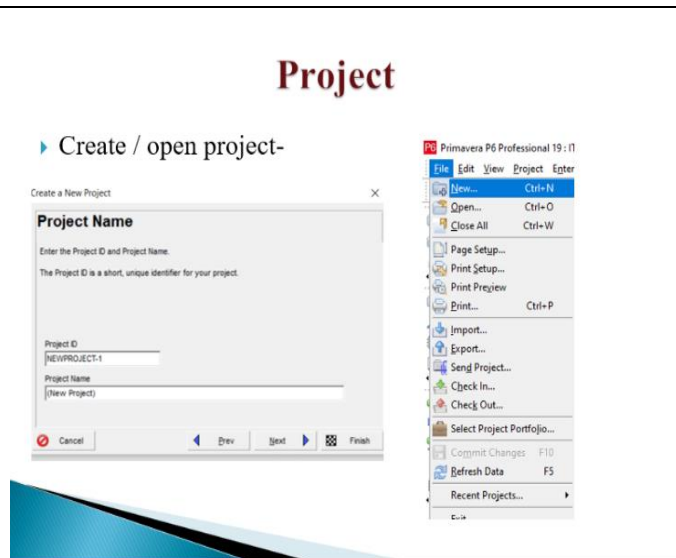 Project
Create / open project-
Create a New Project
Project Name
Enter the Project ID and Project Name.
The Project ID is a short, unique identifier for your project.
Project ID
NEWPROJECT-1
Project Name
(New Project)
Cancel Prev Next Finish
P6 Primavera P6 Professional 19 :
File Edit View Project Enter
New... Ctrl+N
Open... Ctrl+O
Close All Ctrl+W
Page Setup...
Print Setup...
Print Preview
Print... Ctrl+P
Import...
Export...
Send Project...
Check In...
Check Out...
Select Project Portfolio...
Commit Changes F10
Refresh Data F5
Recent Projects...